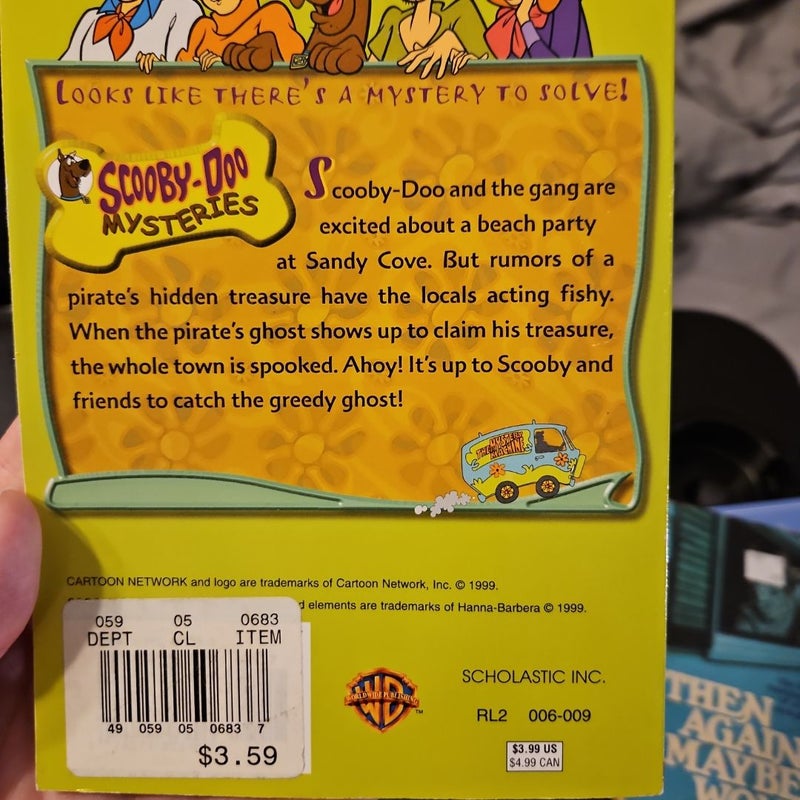 LOOKS LIKE THERE'S A MYSTERY TO SOLVE!
SCOOBY-DOO
MYSTERIES
Scooby-Doo and the gang are
excited about a beach party
at Sandy Cove. But rumors of a
pirate's hidden treasure have the locals acting fishy.
When the pirate's ghost shows up to claim his treasure,
the whole town is spooked. Ahoy! It's up to Scooby and
friends to catch the greedy ghost!
THE MYSTERY
MACHINE
CARTOON NETWORK and logo are trademarks of Cartoon Network, Inc. © 1999.
elements are trademarks of Hanna-Barbera © 1999.
059 05 0683
DEPT CL ITEM
49 059 05 0683 7
$3.59
WORLDWIDE PUBLISHING
WB
TM
SCHOLASTIC INC.
RL2 006-009
$3.99 US
$4.99 CAN
THEN
AGAIN
MAYBE